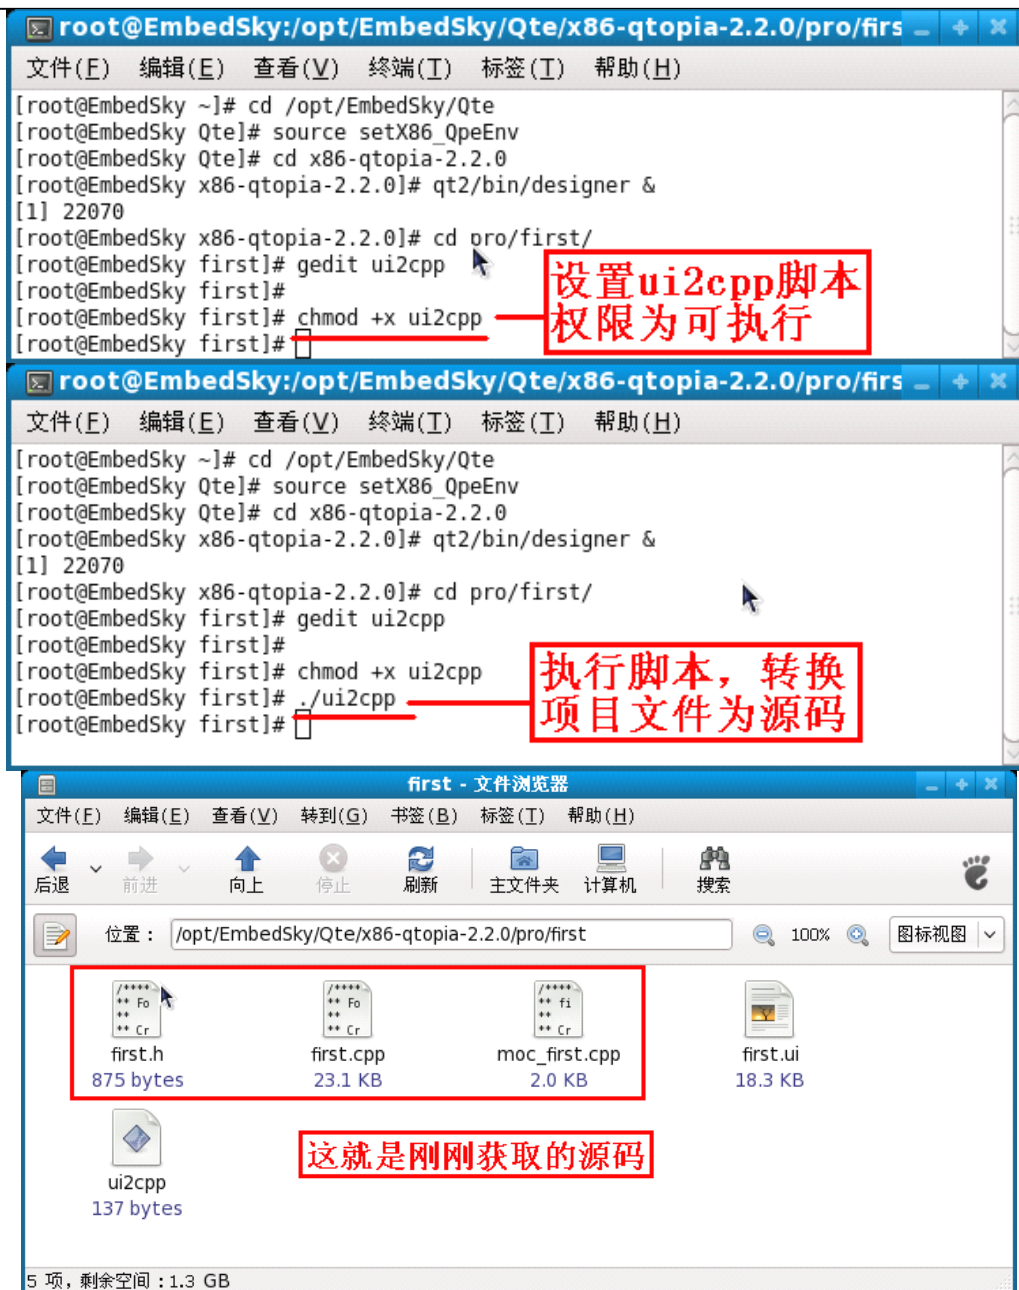 root@EmbedSky:/opt/EmbedSky/Qte/x86-qtopia-2.2.0/pro/firs
文件(F) 编辑(E) 查看(V) 终端(T) 标签(T) 帮助(H)
[root@EmbedSky ~]# cd /opt/EmbedSky/Qte
[root@EmbedSky Qte]# source setX86_QpeEnv
[root@EmbedSky Qte]# cd x86-qtopia-2.2.0
[root@EmbedSky x86-qtopia-2.2.0]# qt2/bin/designer &
[1] 22070
[root@EmbedSky x86-qtopia-2.2.0]# cd pro/first/
[root@EmbedSky first]# gedit ui2cpp
[root@EmbedSky first]#
[root@EmbedSky first]# chmod +x ui2cpp
[root@EmbedSky first]#
设置ui2cpp脚本
权限为可执行
root@EmbedSky:/opt/EmbedSky/Qte/x86-qtopia-2.2.0/pro/firs
文件(F) 编辑(E) 查看(V) 终端(T) 标签(T) 帮助(H)
[root@EmbedSky ~]# cd /opt/EmbedSky/Qte
[root@EmbedSky Qte]# source setX86_QpeEnv
[root@EmbedSky Qte]# cd x86-qtopia-2.2.0
[root@EmbedSky x86-qtopia-2.2.0]# qt2/bin/designer &
[1] 22070
[root@EmbedSky x86-qtopia-2.2.0]# cd pro/first/
[root@EmbedSky first]# gedit ui2cpp
[root@EmbedSky first]#
[root@EmbedSky first]# chmod +x ui2cpp
[root@EmbedSky first]# ./ui2cpp
[root@EmbedSky first]#
执行脚本，转换
项目文件为源码
first - 文件浏览器
文件(F) 编辑(E) 查看(V) 转到(G) 书签(B) 标签(T) 帮助(H)
后退 前进 向上 停止 刷新 主文件夹 计算机 搜索
位置： /opt/EmbedSky/Qte/x86-qtopia-2.2.0/pro/first 100% 图标视图
/**** /**** /****
** Fo ** Fo ** fi
** ** **
** Cr ** Cr ** Cr
first.h first.cpp moc_first.cpp first.ui
875 bytes 23.1 KB 2.0 KB 18.3 KB
这就是刚刚获取的源码
ui2cpp
137 bytes
5 项，剩余空间：1.3 GB